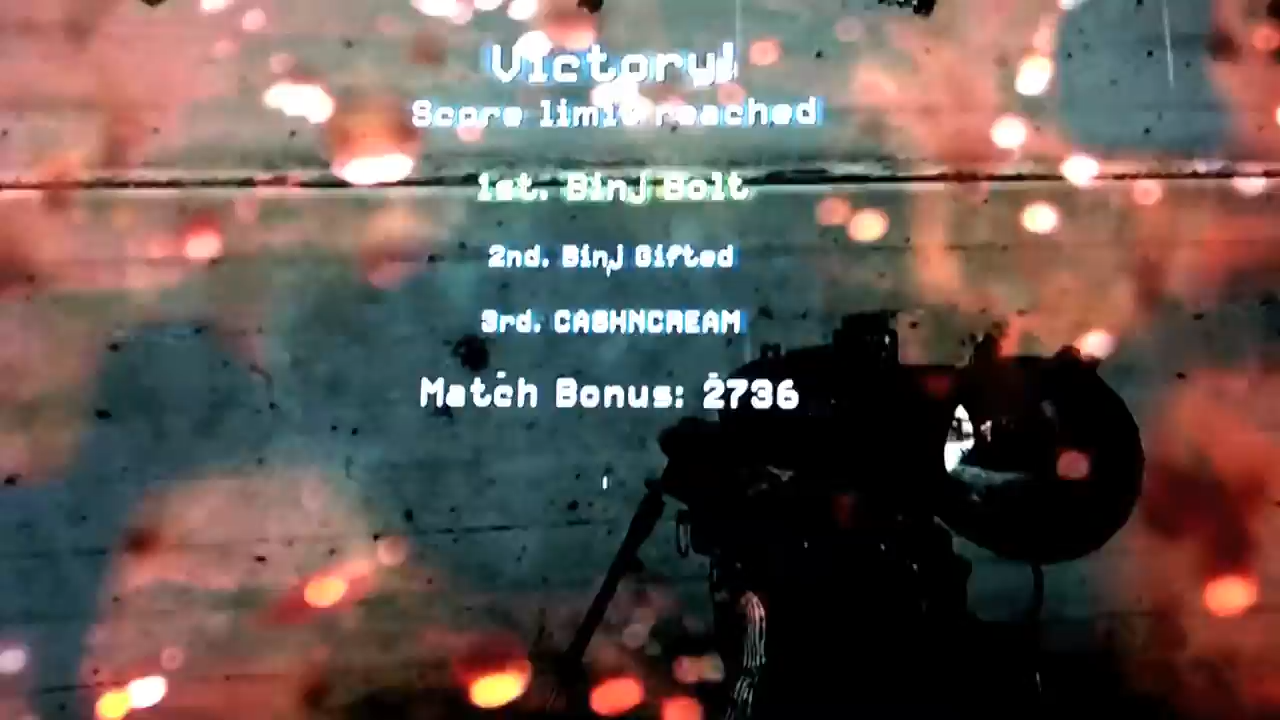 Victory!
Score limit reached
1st. Binj Bolt
2nd. Binj Gifted
3rd. CASHNCREAM
Match Bonus: 2736